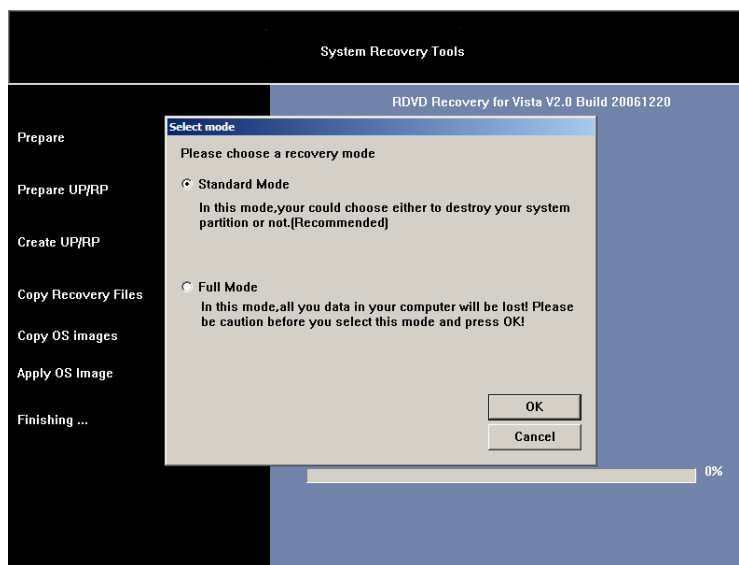 System Recovery Tools
RDVD Recovery for Vista V2.0 Build 20061220
Prepare
Prepare UP/RP
Create UP/RP
Copy Recovery Files
Copy OS images
Apply OS Image
Finishing ...
Select mode
Please choose a recovery mode
Standard Mode
In this mode,your could choose either to destroy your system
partition or not.(Recommended)
Full Mode
In this mode,all you data in your computer will be lost! Please
be caution before you select this mode and press OK!
OK
Cancel
0%